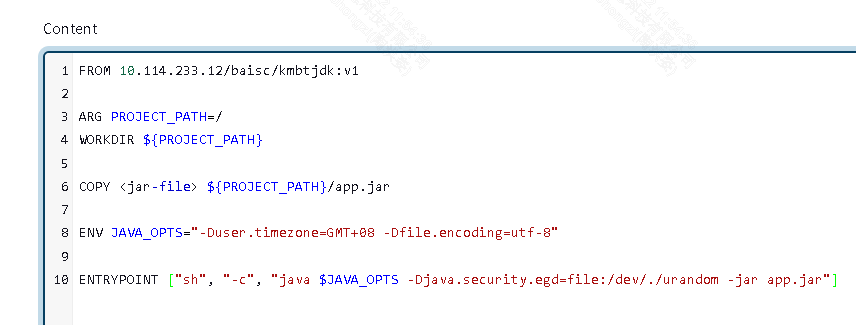 Content
1 FROM 10.114.233.12/baisc/kmbtjdk:v1
2
3 ARG PROJECT_PATH=/
4 WORKDIR ${PROJECT_PATH}
5
6 COPY <jar-file> ${PROJECT_PATH}/app.jar
7
8 ENV JAVA_OPTS="-Duser.timezone=GMT+08 -Dfile.encoding=utf-8"
9
10 ENTRYPOINT ["sh", "-c", "java $JAVA_OPTS -Djava.security.egd=file:/dev/./urandom -jar app.jar"]